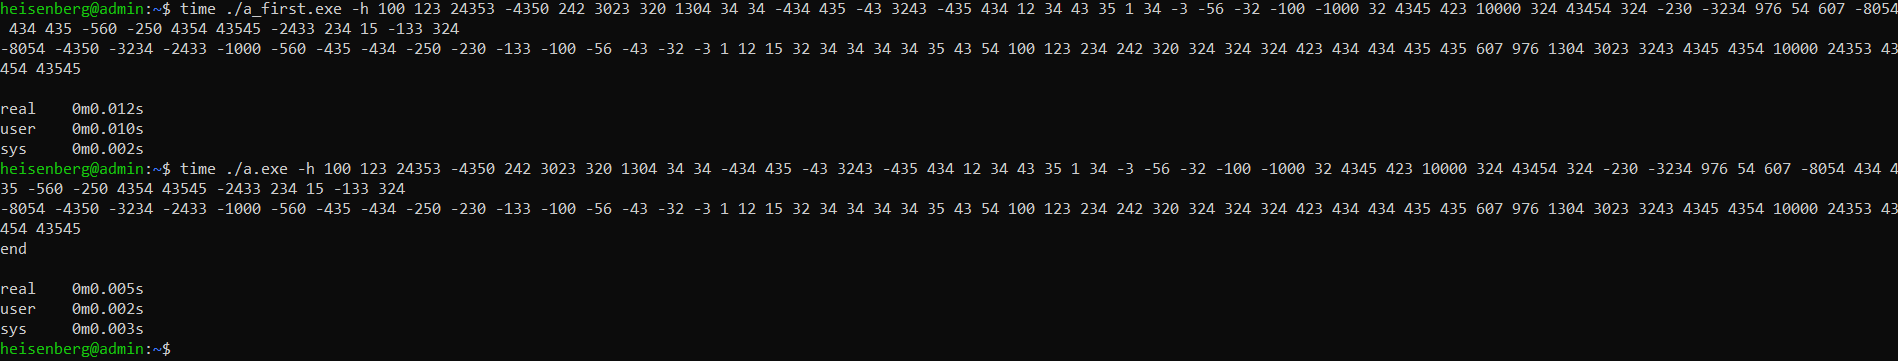 heisenberg@admin:~$ time ./a_first.exe -h 100 123 24353 -4350 242 3023 320 1304 34 34 -434 435 -43 3243 -435 434 12 34 43 35 1 34 -3 -56 -32 -100 -1000 32 4345 423 10000 324 43454 324 -230 -3234 976 54 607 -8054
434 435 -560 -250 4354 43545 -2433 234 15 -133 324
-8054 -4350 -3234 -2433 -1000 -560 -435 -434 -250 -230 -133 -100 -56 -43 -32 -3 1 12 15 32 34 34 34 34 35 43 54 100 123 234 242 320 324 324 324 423 434 434 435 435 607 976 1304 3023 3243 4345 4354 10000 24353 43
454 43545
real 0m0.012s
user 0m0.010s
sys 0m0.002s
heisenberg@admin:~$ time ./a.exe -h 100 123 24353 -4350 242 3023 320 1304 34 34 -434 435 -43 3243 -435 434 12 34 43 35 1 34 -3 -56 -32 -100 -1000 32 4345 423 10000 324 43454 324 -230 -3234 976 54 607 -8054 434 4
35 -560 -250 4354 43545 -2433 234 15 -133 324
-8054 -4350 -3234 -2433 -1000 -560 -435 -434 -250 -230 -133 -100 -56 -43 -32 -3 1 12 15 32 34 34 34 34 35 43 54 100 123 234 242 320 324 324 324 423 434 434 435 435 607 976 1304 3023 3243 4345 4354 10000 24353 43
454 43545
end
real 0m0.005s
user 0m0.002s
sys 0m0.003s
heisenberg@admin:~$